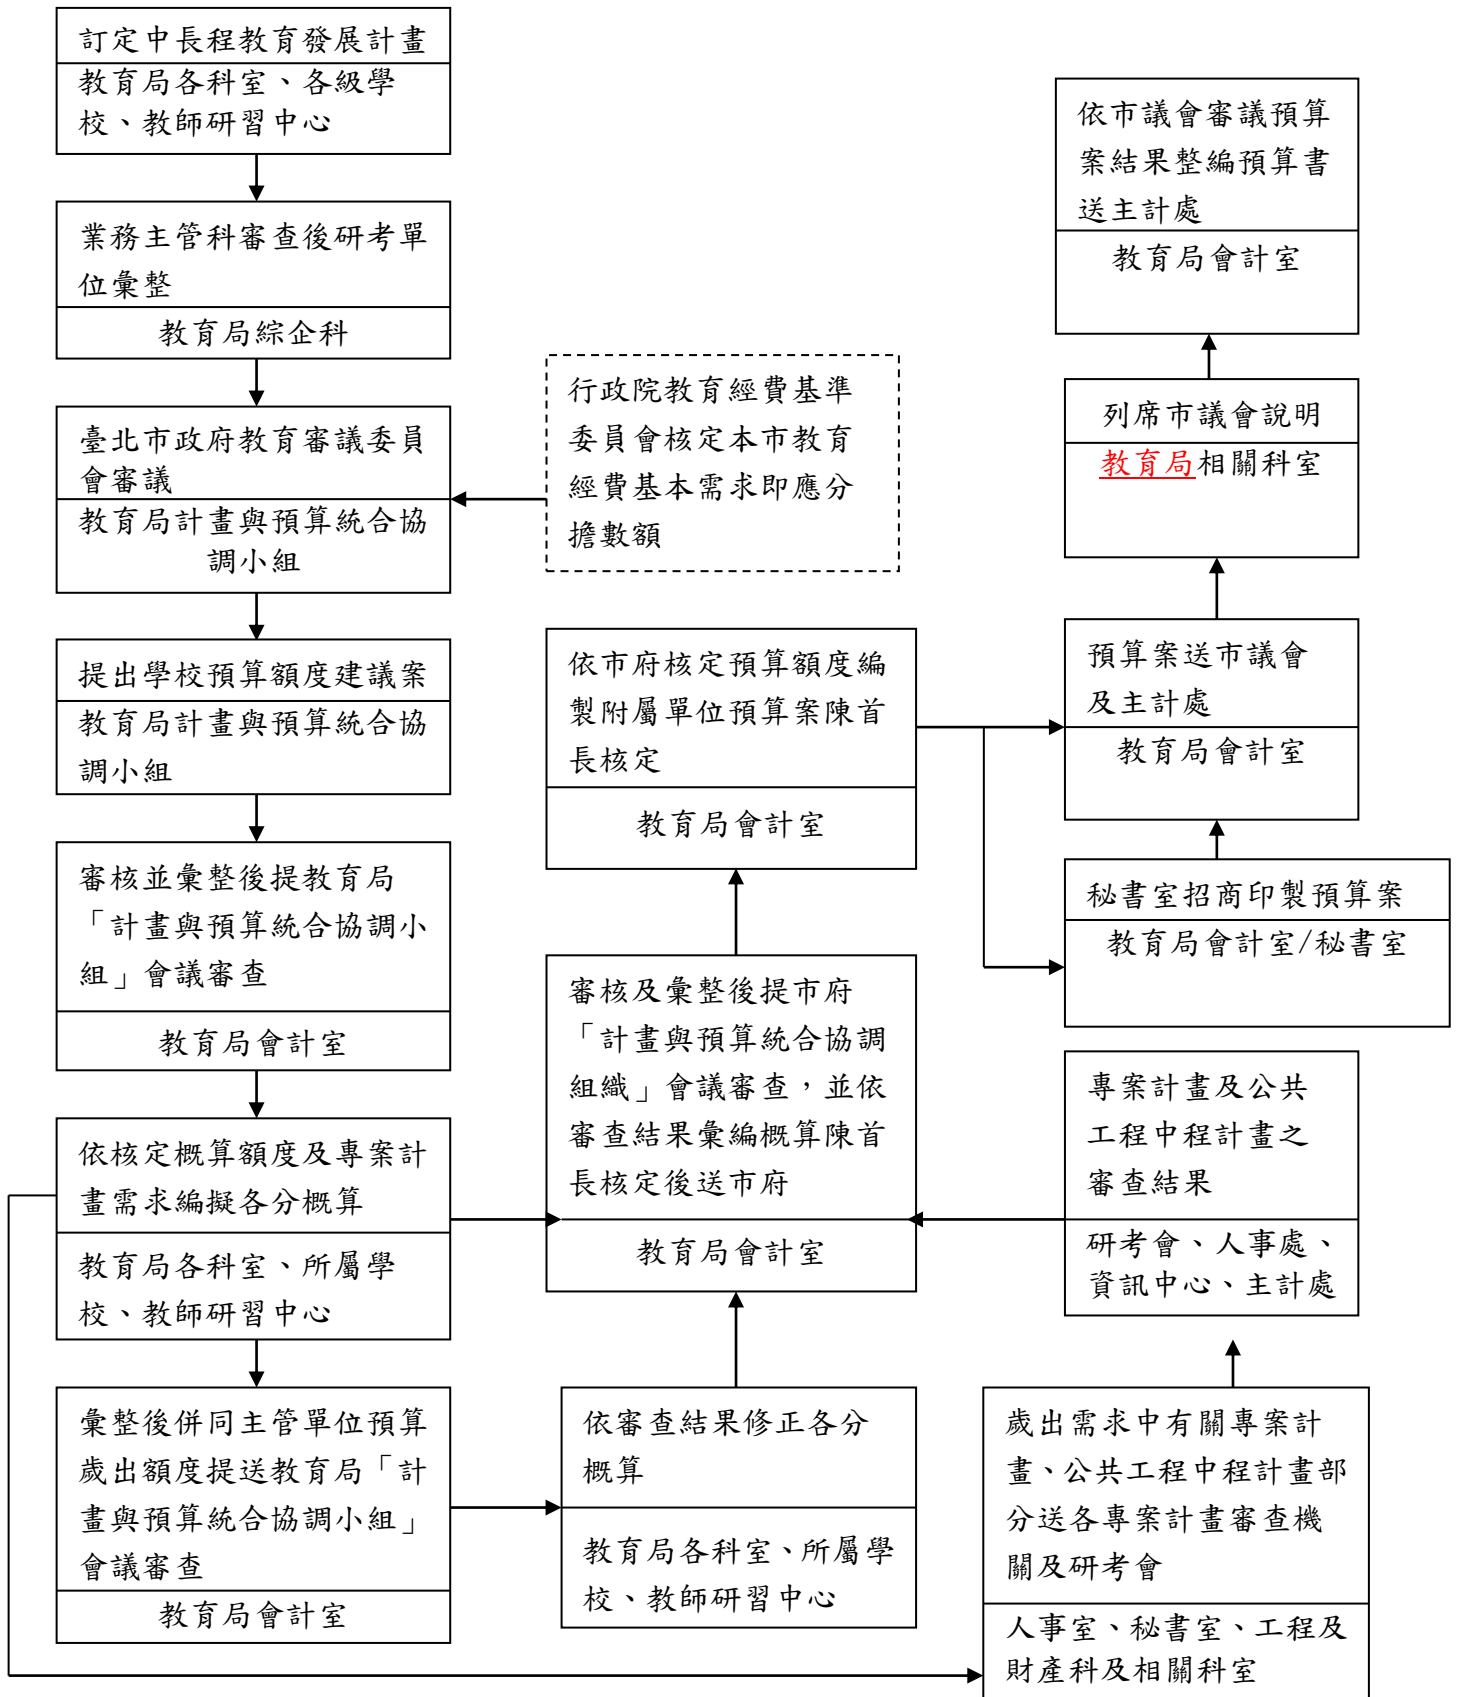 訂定中長程教育發展計畫
教育局各科室、各級學
校、教師研習中心
業務主管科審查後研考單
位彙整
教育局綜企科
臺北市政府教育審議委員
會審議
教育局計畫與預算統合協
調小組
提出學校預算額度建議案
教育局計畫與預算統合協
調小組
審核並彙整後提教育局
「計畫與預算統合協調小
組」會議審查
教育局會計室
依核定概算額度及專案計
畫需求編擬各分概算
教育局各科室、所屬學
校、教師研習中心
彙整後併同主管單位預算
歲出額度提送教育局「計
畫與預算統合協調小組」
會議審查
教育局會計室
行政院教育經費基準
委員會核定本市教育
經費基本需求即應分
擔數額
依市府核定預算額度編
製附屬單位預算案陳首
長核定
教育局會計室
審核及彙整後提市府
「計畫與預算統合協調
組織」會議審查，並依
審查結果彙編概算陳首
長核定後送市府
教育局會計室
依審查結果修正各分
概算
教育局各科室、所屬學
校、教師研習中心
依市議會審議預算
案結果整編預算書
送主計處
教育局會計室
列席市議會說明
教育局相關科室
預算案送市議會
及主計處
教育局會計室
秘書室招商印製預算案
教育局會計室/秘書室
專案計畫及公共
工程中程計畫之
審查結果
研考會、人事處、
資訊中心、主計處
歲出需求中有關專案計
畫、公共工程中程計畫部
分送各專案計畫審查機
關及研考會
人事室、秘書室、工程及
財產科及相關科室